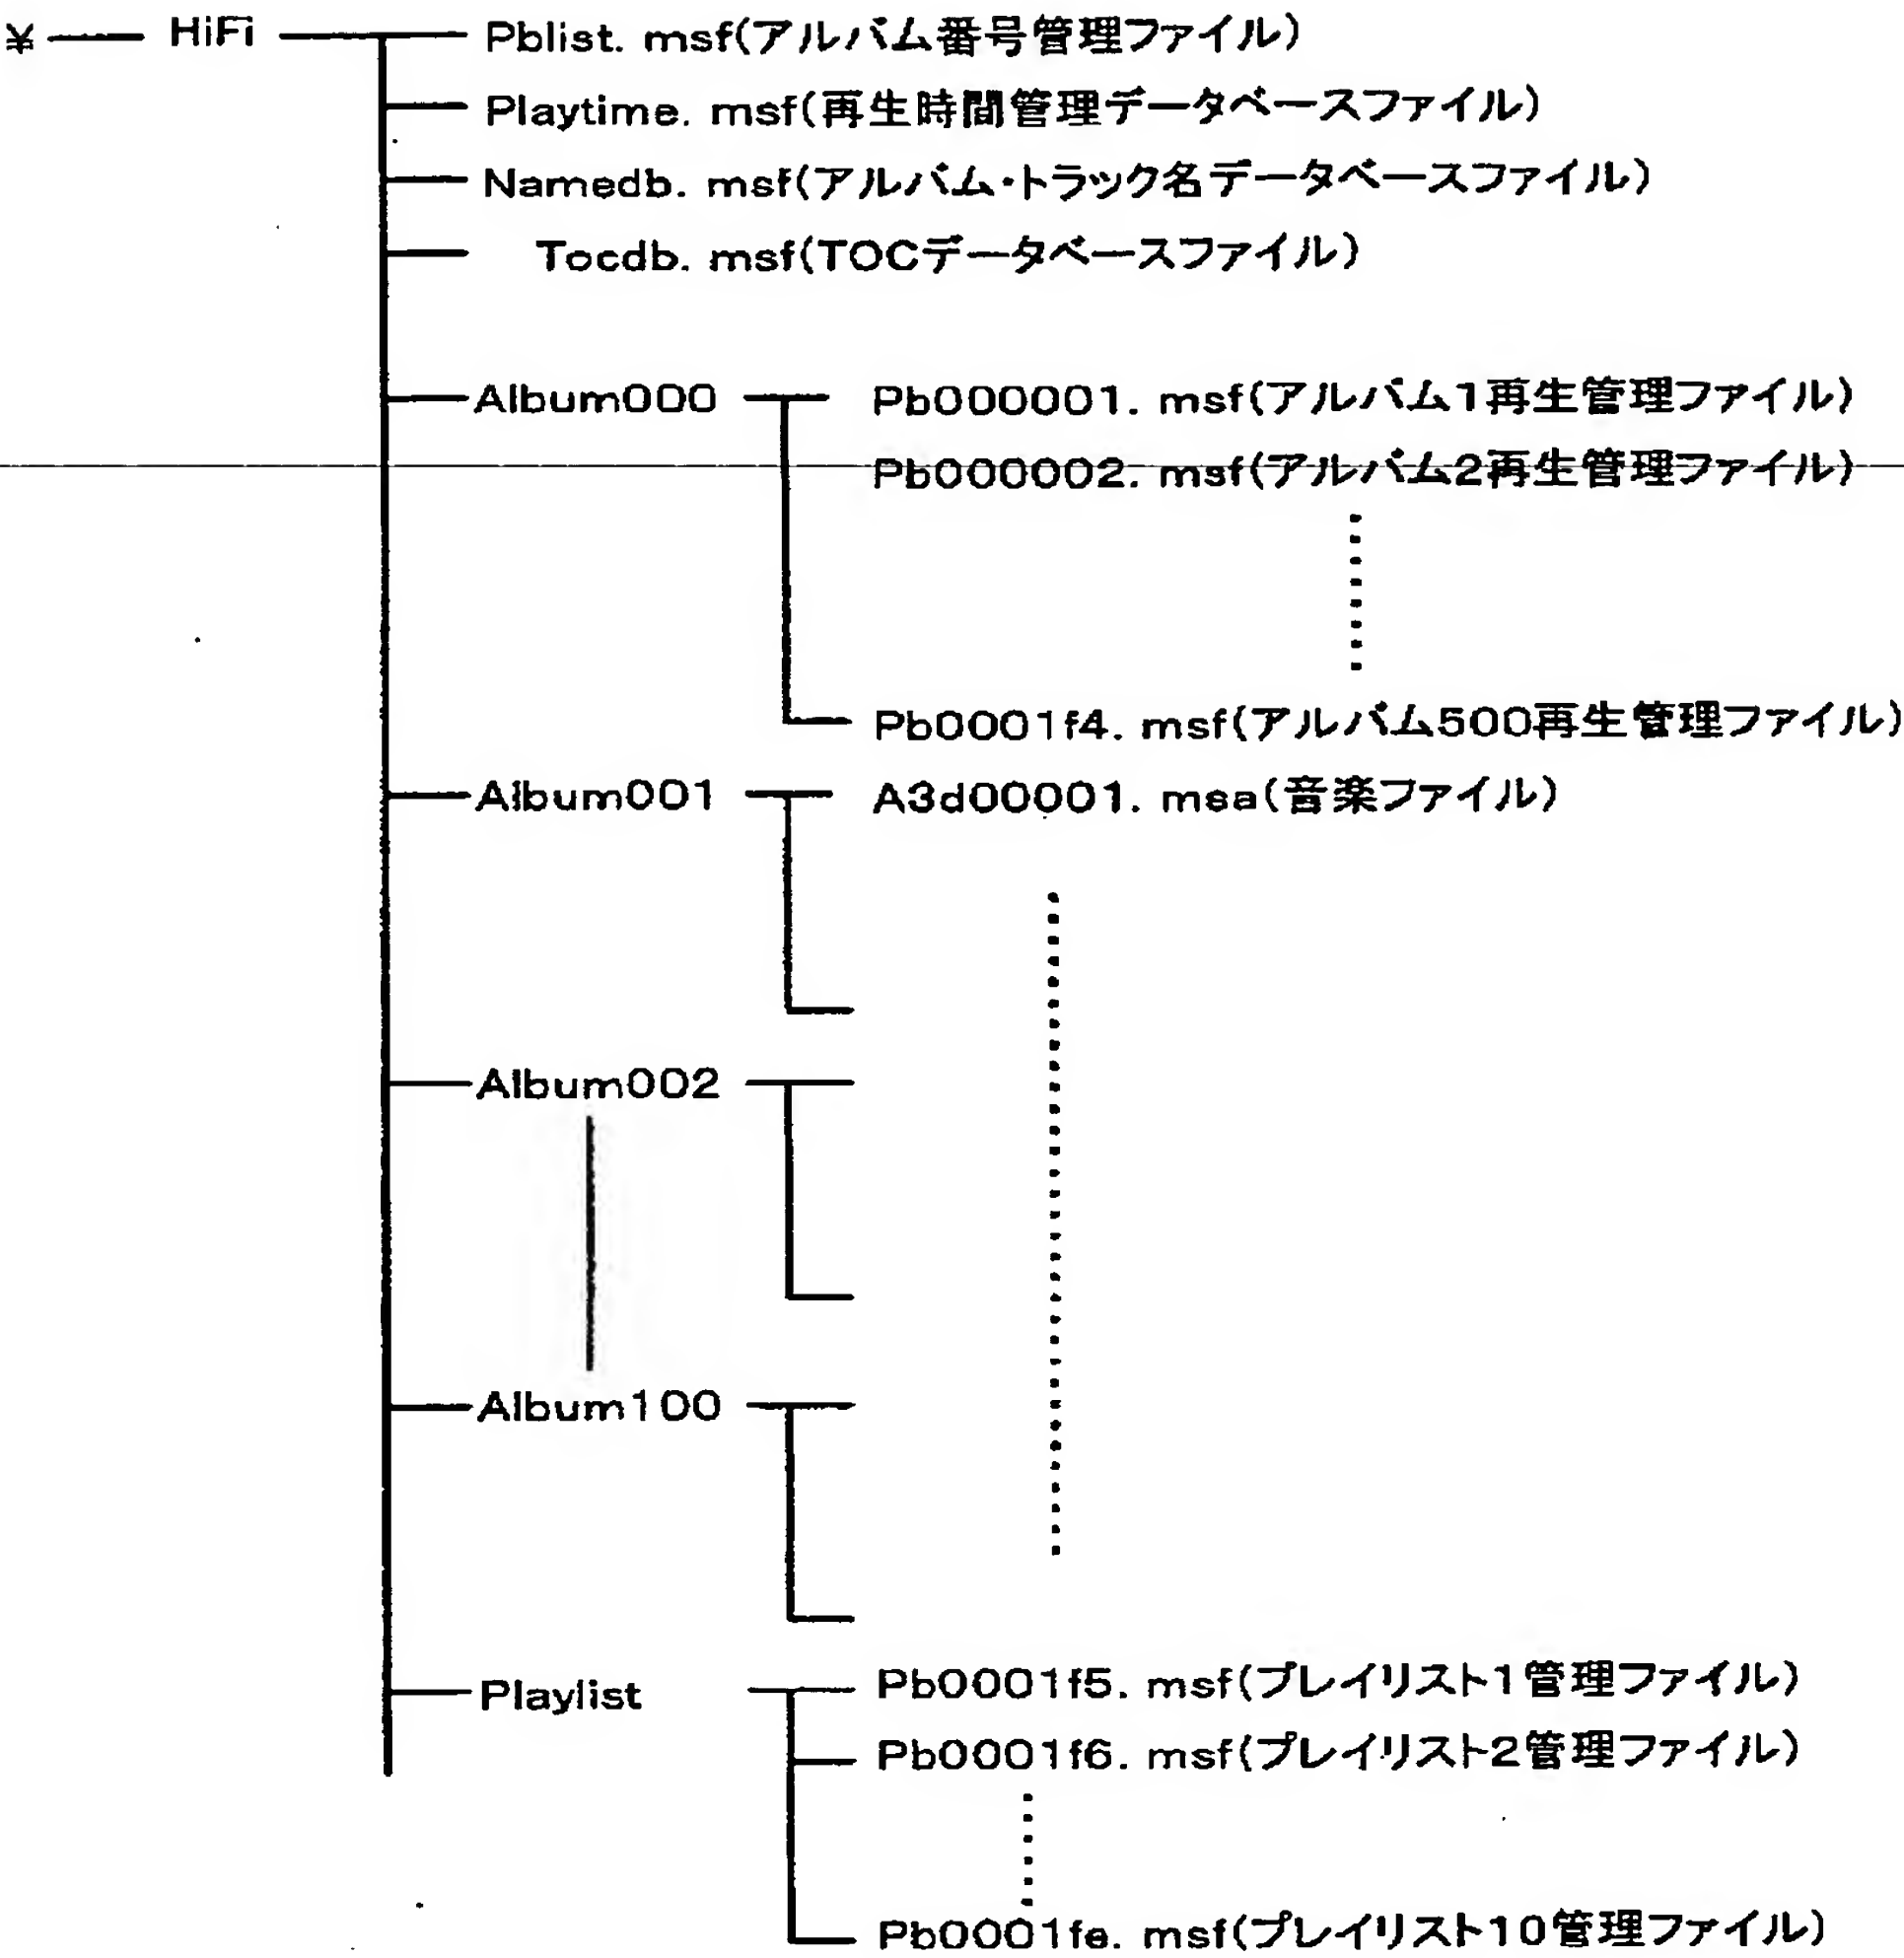 ¥ HiFi Pblist. msf(アルバム番号管理ファイル)
Playtime. msf(再生時間管理データベースファイル)
Namedb. msf(アルバム・トラック名データベースファイル)
Tocdb. msf(TOCデータベースファイル)
Album000 Pb000001. msf(アルバム1再生管理ファイル)
Pb000002. msf(アルバム2再生管理ファイル)
Pb0001f4. msf(アルバム500再生管理ファイル)
Album001 A3d00001. msa(音楽ファイル)
Album002
Album100
Playlist Pb0001f5. msf(プレイリスト1管理ファイル)
Pb0001f6. msf(プレイリスト2管理ファイル)
Pb0001fe. msf(プレイリスト10管理ファイル)